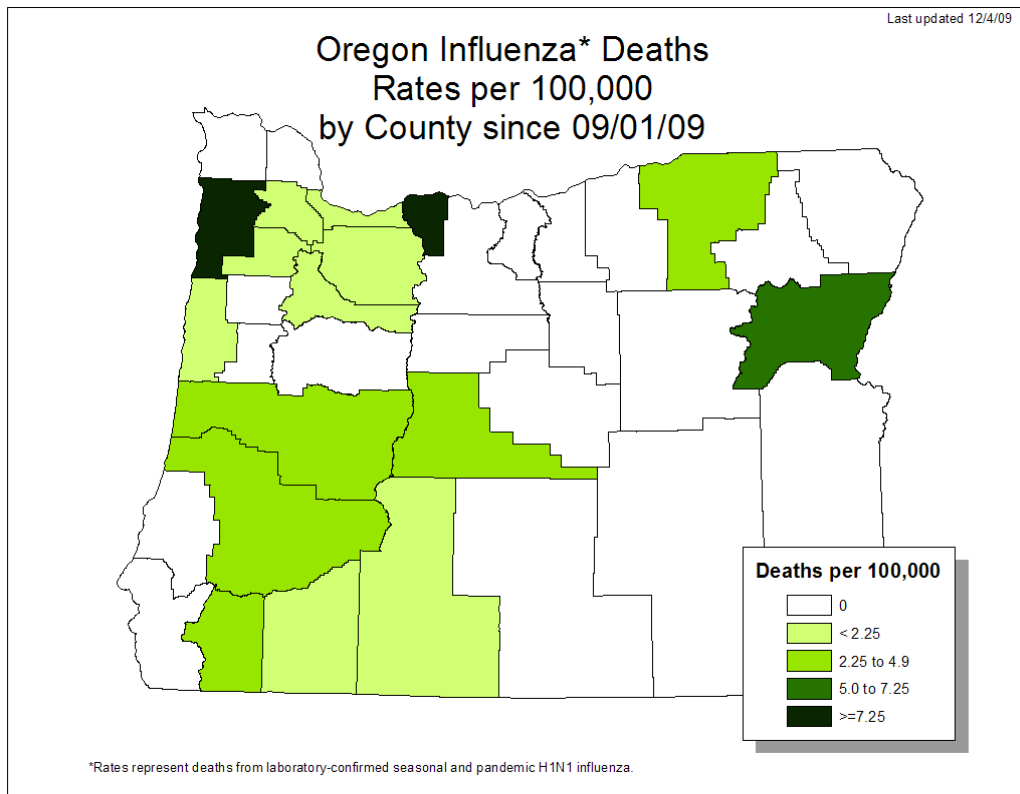 Last updated 12/4/09
Oregon Influenza* Deaths
Rates per 100,000
by County since 09/01/09
Deaths per 100,000
0
< 2.25
2.25 to 4.9
5.0 to 7.25
>=7.25
*Rates represent deaths from laboratory-confirmed seasonal and pandemic H1N1 influenza.